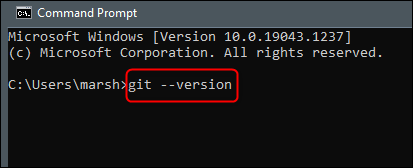 Command Prompt
Microsoft Windows [Version 10.0.19043.1237]
(c) Microsoft Corporation. All rights reserved.
C:\Users\marsh>git --version